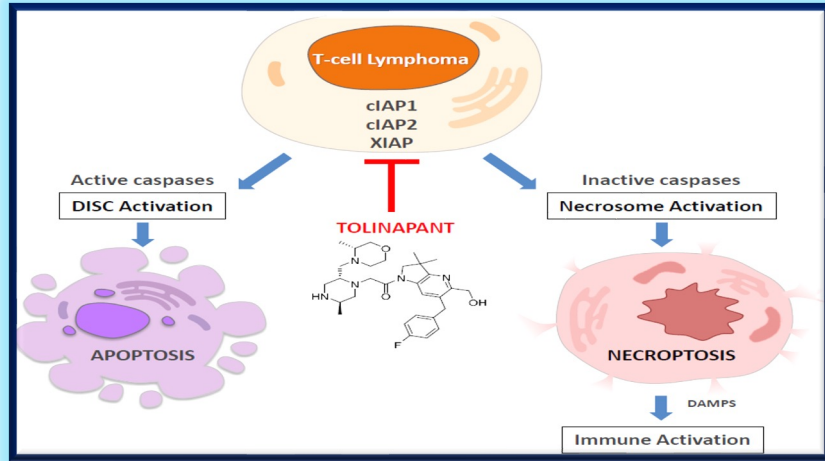 T-cell Lymphoma
cIAP1
cIAP2
XIAP
Active caspases
DISC Activation
Inactive caspases
Necrosome Activation
TOLINAPANT
O
N
N
N
N
HN
O
OH
F
APOPTOSIS
NECROPTOSIS
DAMPS
Immune Activation